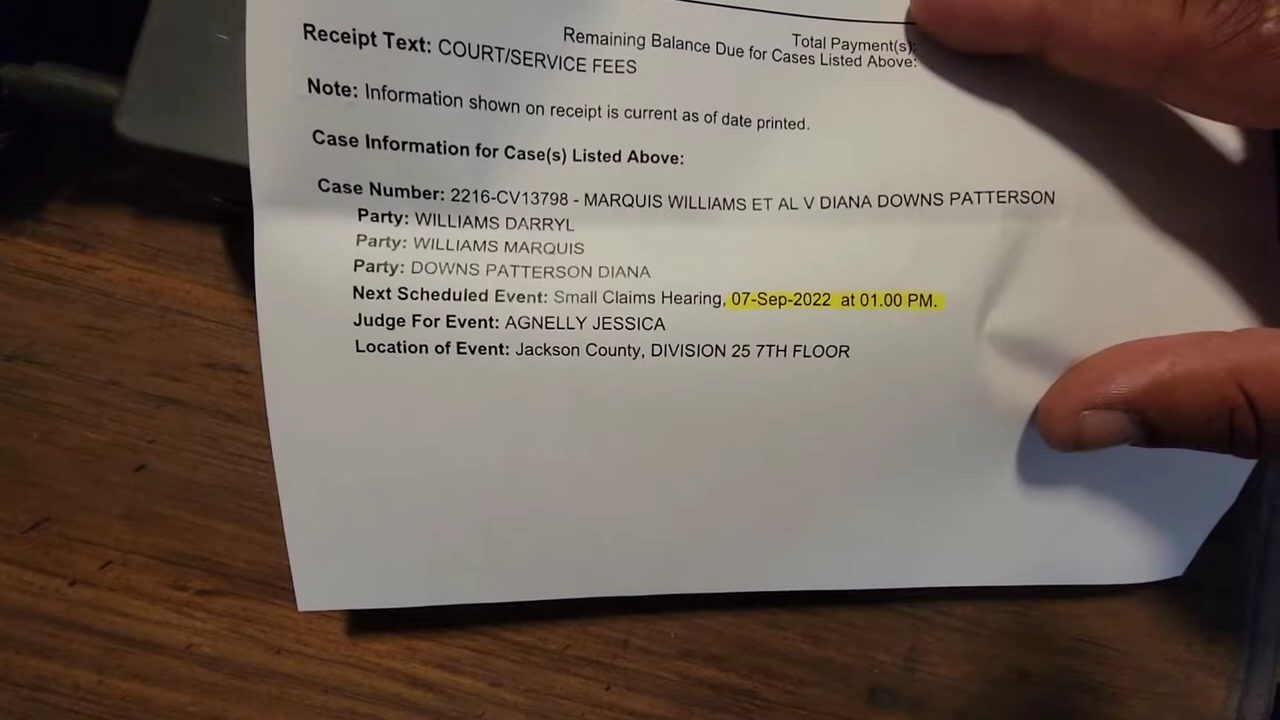 Total Payment(s):
Remaining Balance Due for Cases Listed Above:
Receipt Text: COURT/SERVICE FEES
Note: Information shown on receipt is current as of date printed.
Case Information for Case(s) Listed Above:
Case Number: 2216-CV13798 - MARQUIS WILLIAMS ET AL V DIANA DOWNS PATTERSON
Party: WILLIAMS DARRYL
Party: WILLIAMS MARQUIS
Party: DOWNS PATTERSON DIANA
Next Scheduled Event: Small Claims Hearing, 07-Sep-2022 at 01.00 PM.
Judge For Event: AGNELLY JESSICA
Location of Event: Jackson County, DIVISION 25 7TH FLOOR